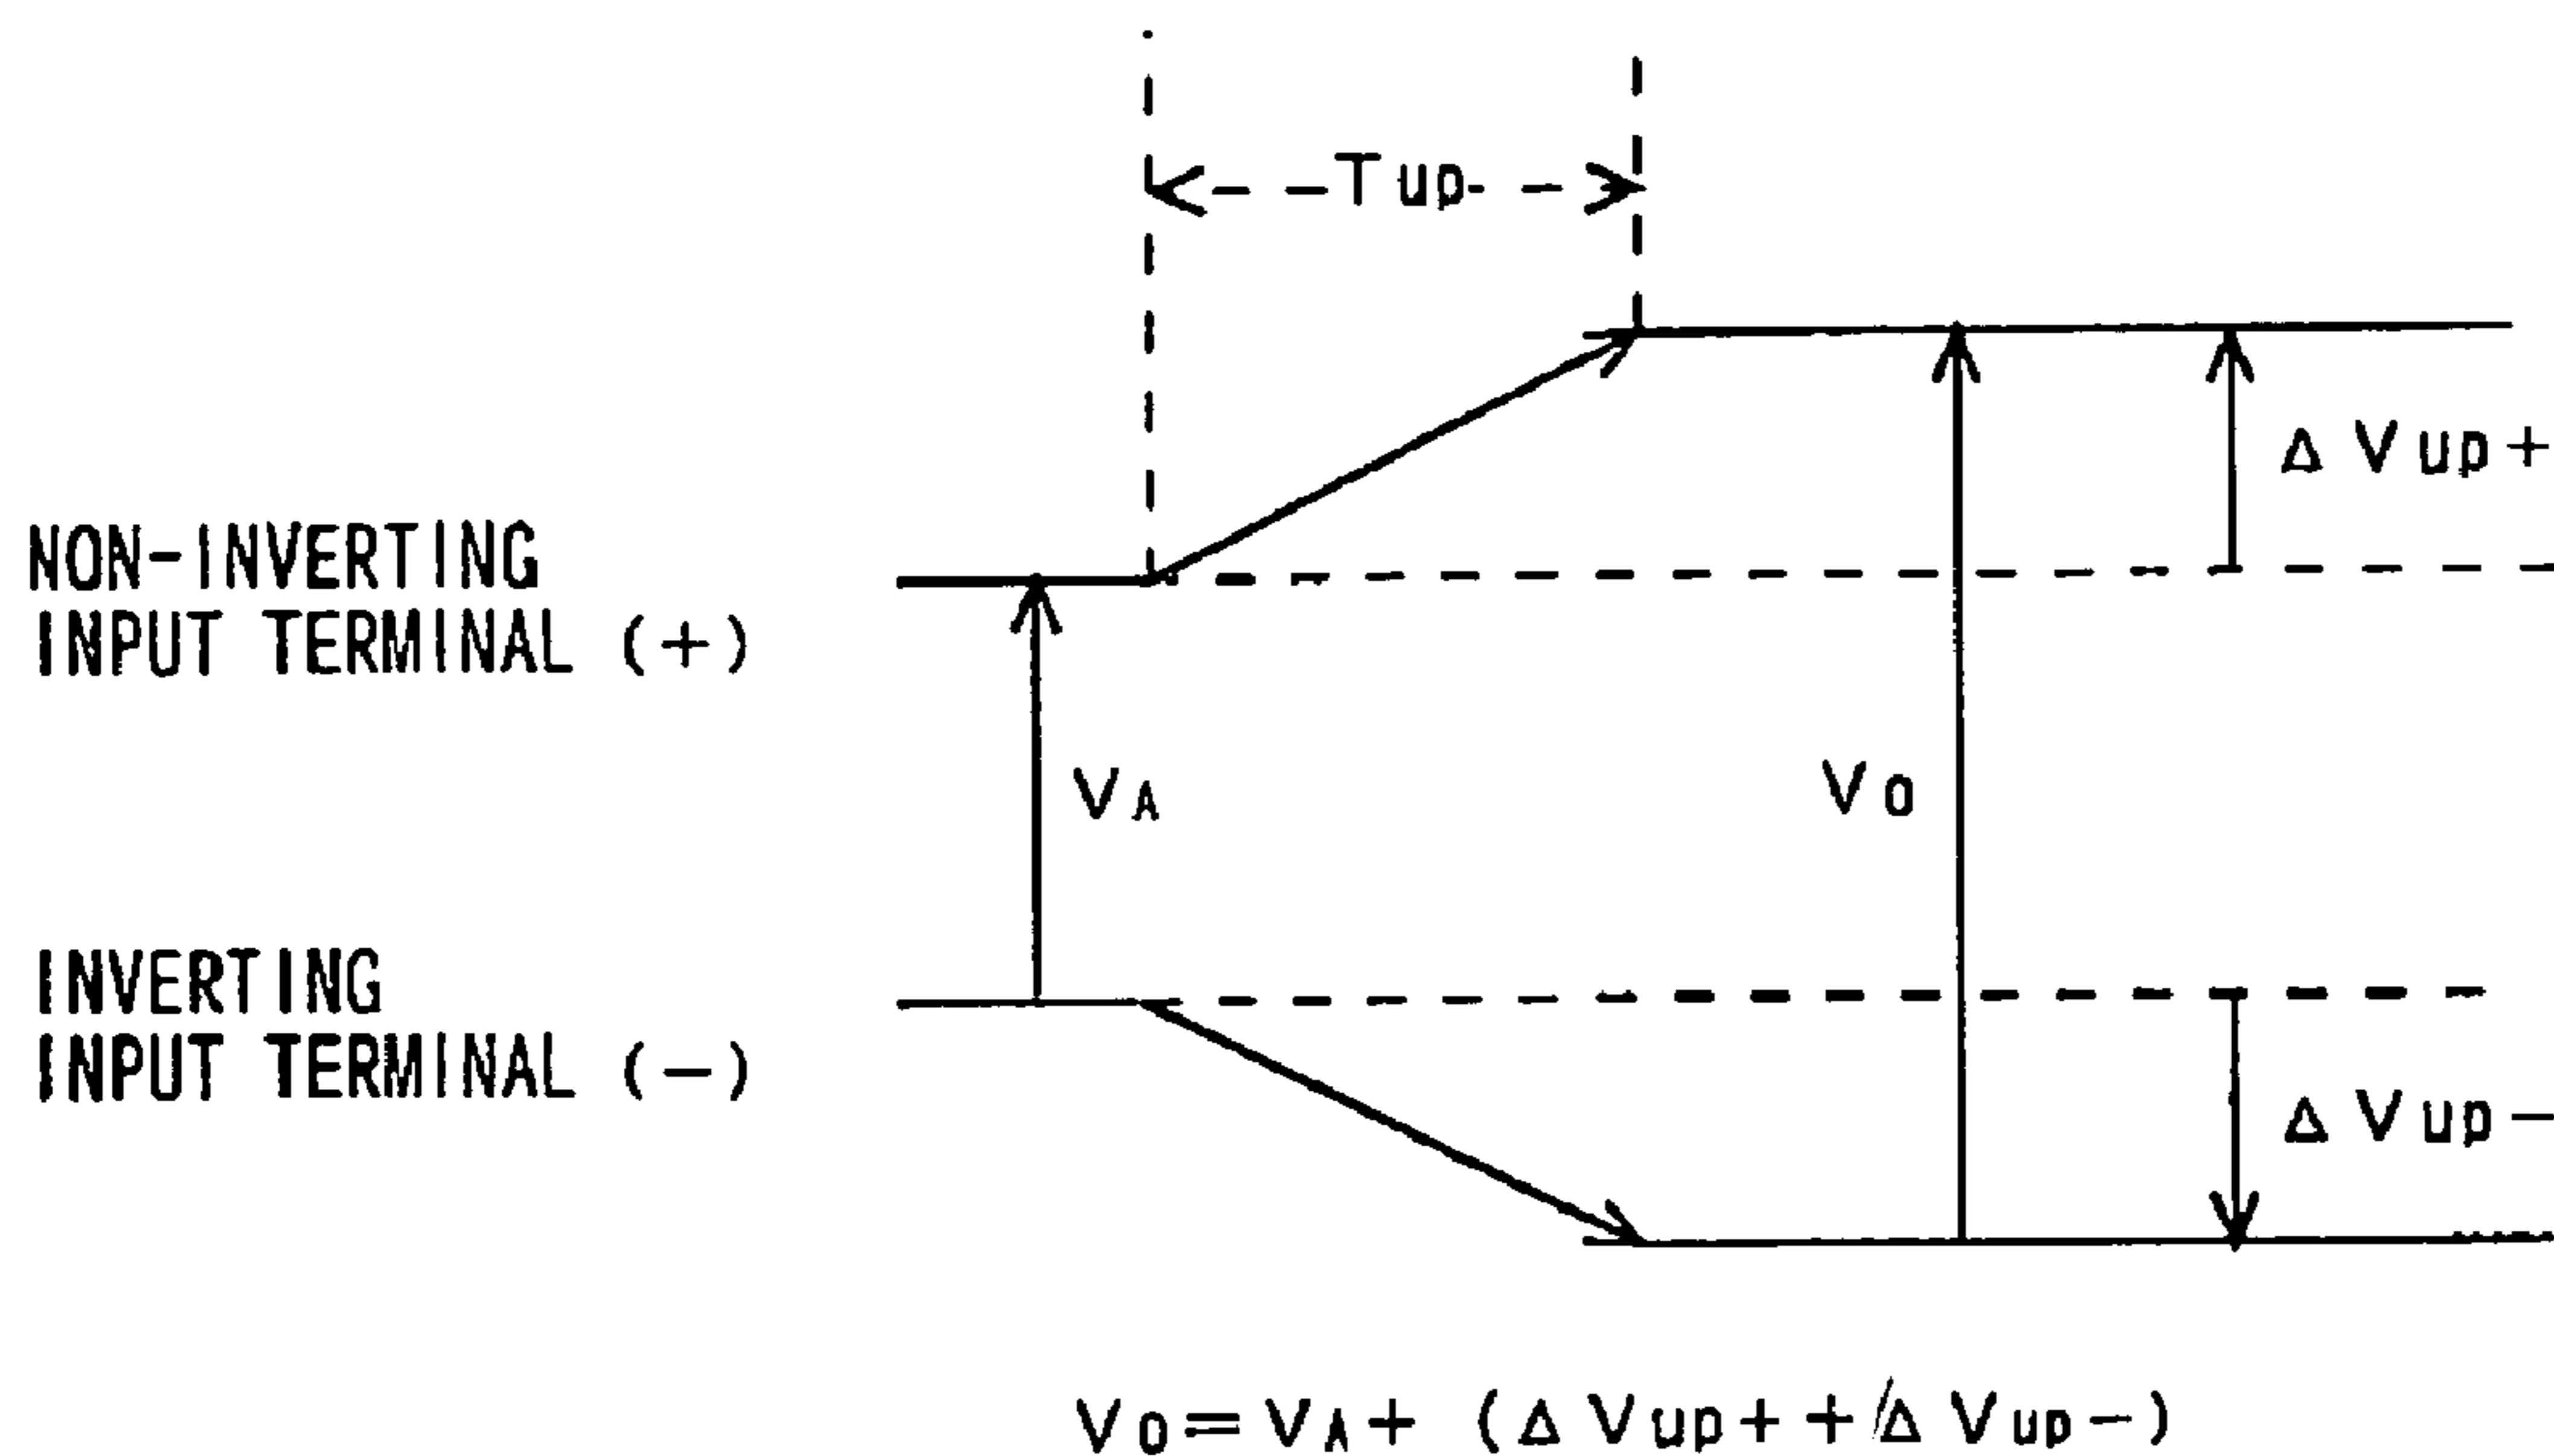 Tup
ΔVup+
NON-INVERTING
INPUT TERMINAL (+)
VA
Vo
INVERTING
INPUT TERMINAL (-)
ΔVup-
Vo=VA+ (ΔVup+ + ΔVup-)